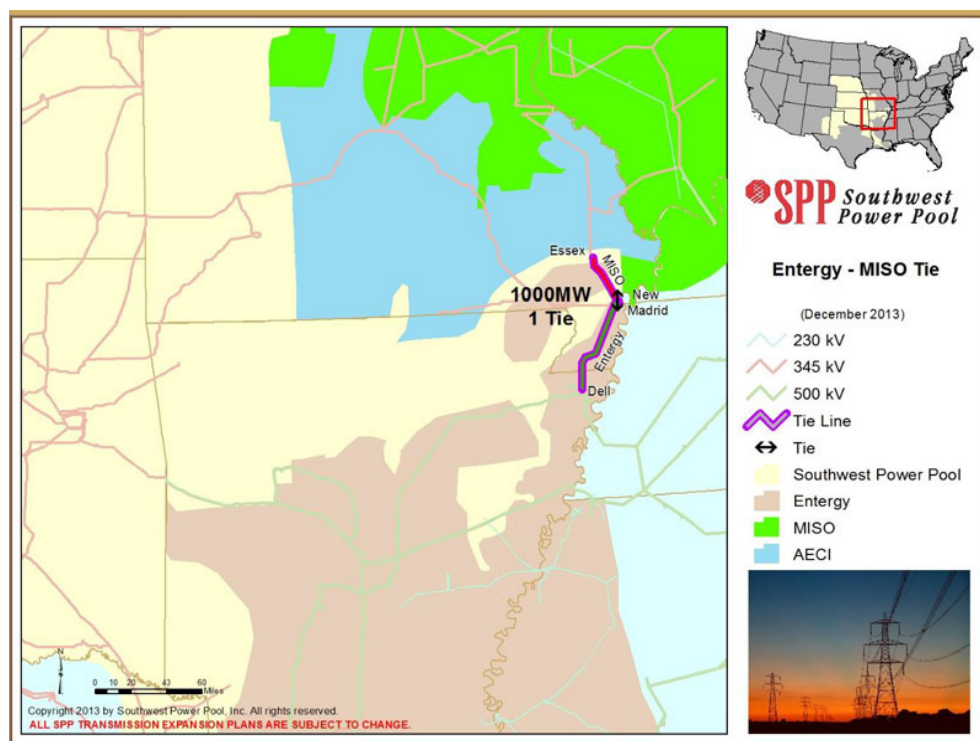 Essex
MISO
1000MW
1 Tie
New
Madrid
Entergy
Dell
N
0 10 20 40 60
Miles
Copyright 2013 by Southwest Power Pool, Inc. All rights reserved.
ALL SPP TRANSMISSION EXPANSION PLANS ARE SUBJECT TO CHANGE.
SPP Southwest
Power Pool
Entergy - MISO Tie
(December 2013)
230 kV
345 kV
500 kV
Tie Line
Tie
Southwest Power Pool
Entergy
MISO
AECI